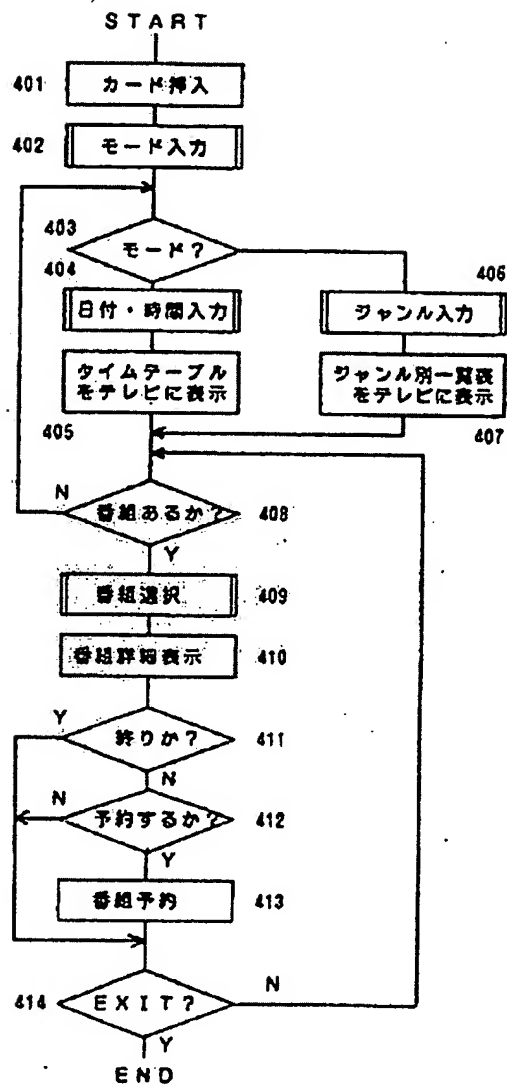 START
401 カード挿入
402 モード入力
403 モード?
404 日付・時間入力
406 ジャンル入力
タイムテーブル
をテレビに表示
405
ジャンル別一覧表
をテレビに表示
407
N 番組あるか? 408
Y
番組選択 409
番組詳細表示 410
Y 終りか? 411
N
N 予約するか? 412
Y
番組予約 413
414 EXIT? N
Y
END